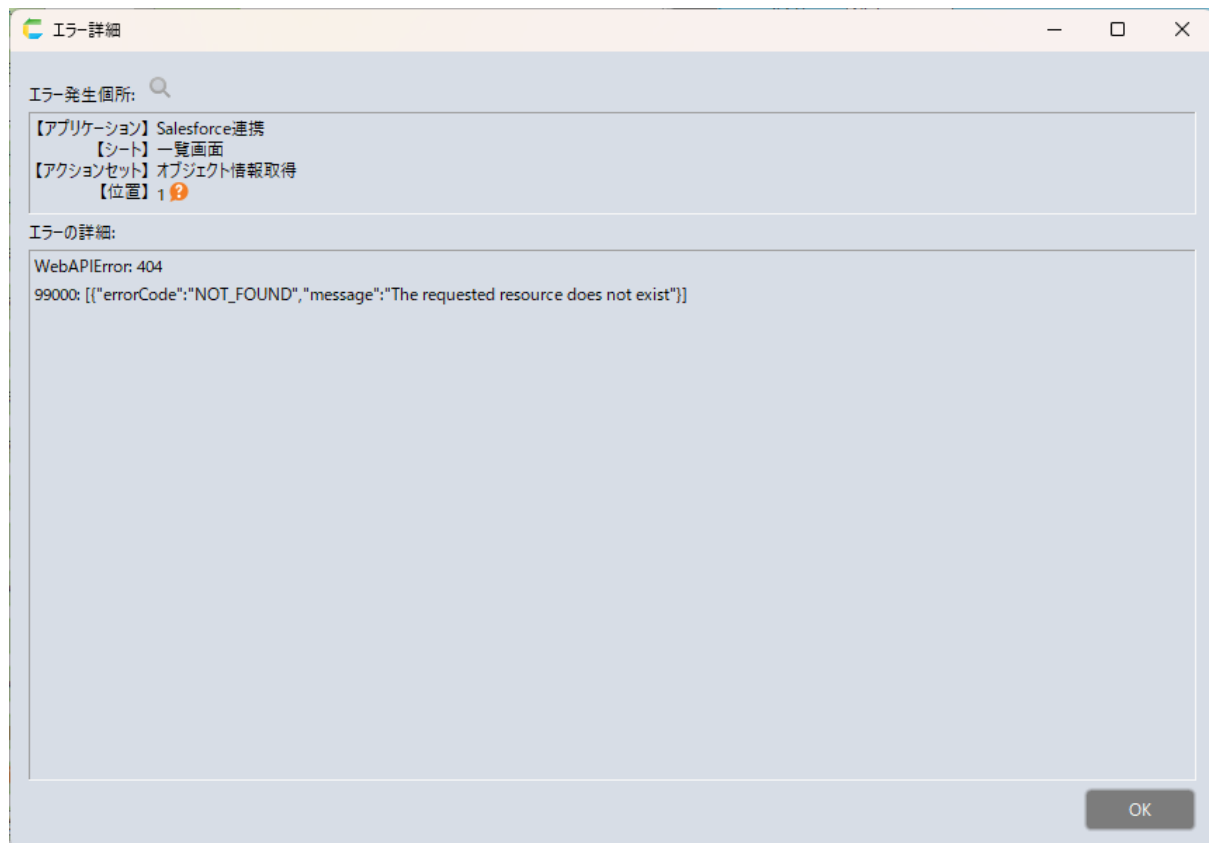 エラー詳細
エラー発生個所:
【アプリケーション】 Salesforce連携
【シート】 一覧画面
【アクションセット】 オブジェクト情報取得
【位置】 1
エラーの詳細:
WebAPIError: 404
99000: [{"errorCode":"NOT_FOUND","message":"The requested resource does not exist"}]
OK